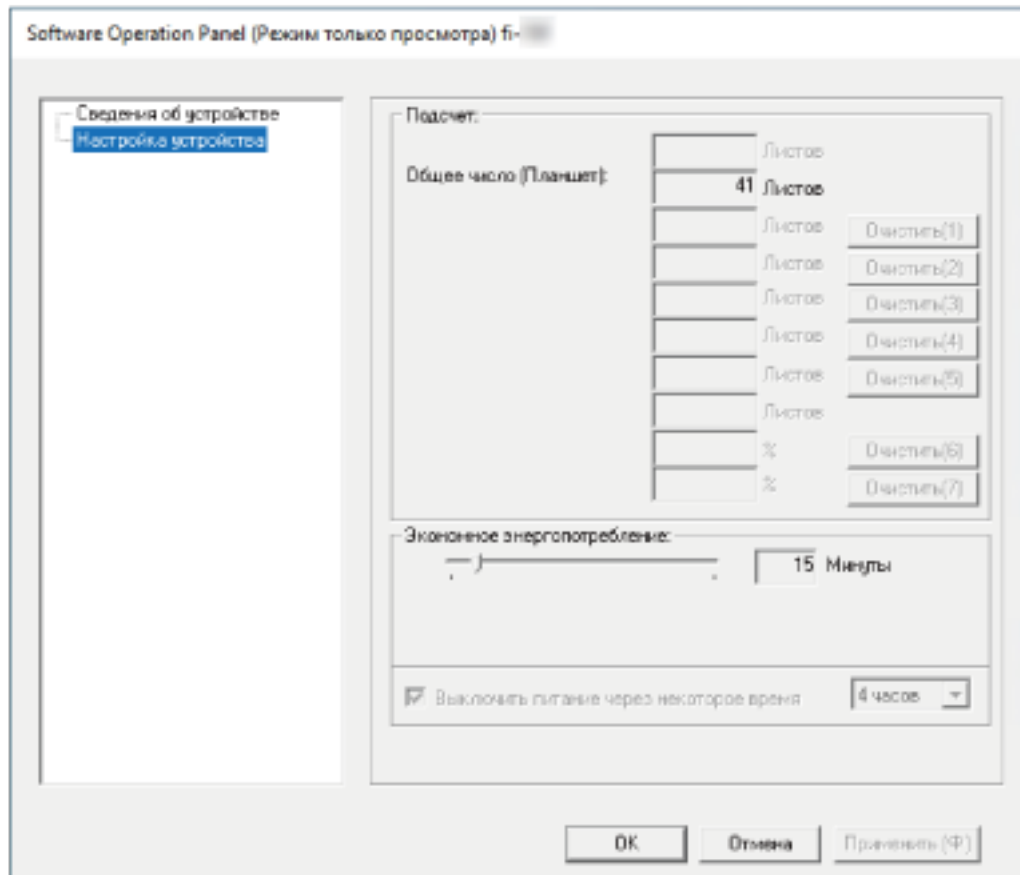 Software Operation Panel (Режим только просмотра) fi-
Сведения об устройстве
Настройка устройства
Подсчет:
Листов
Общее число (Планшет): 41 Листов
Листов Очистить(1)
Листов Очистить(2)
Листов Очистить(3)
Листов Очистить(4)
Листов Очистить(5)
Листов
% Очистить(6)
% Очистить(7)
Экономное энергопотребление:
15 Минуты
Выключить питание через некоторое время 4 часов
OK Отмена Применить (Ф)